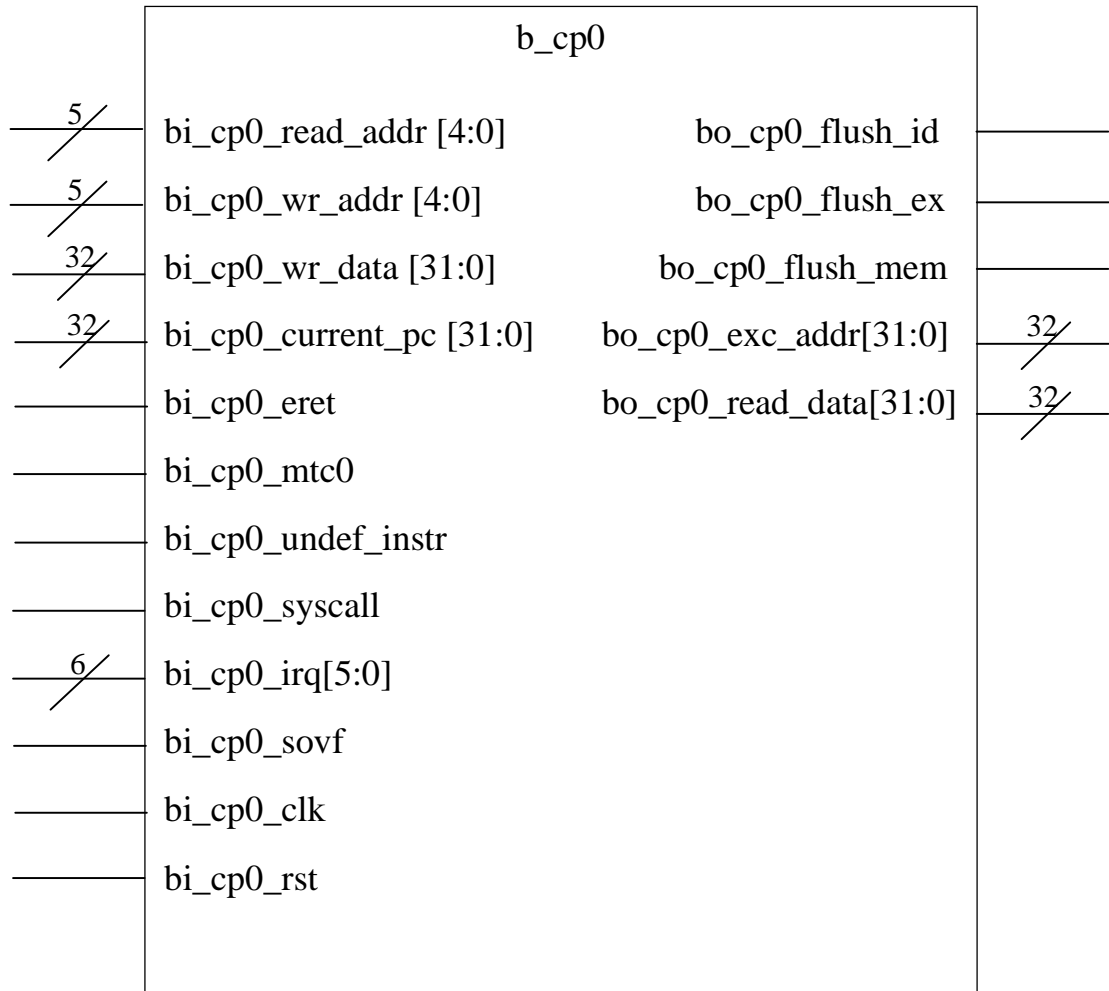 b_cp0
5 bi_cp0_read_addr [4:0] bo_cp0_flush_id
5 bi_cp0_wr_addr [4:0] bo_cp0_flush_ex
32 bi_cp0_wr_data [31:0] bo_cp0_flush_mem
32 bi_cp0_current_pc [31:0] bo_cp0_exc_addr[31:0] 32
bi_cp0_eret bo_cp0_read_data[31:0] 32
bi_cp0_mtc0
bi_cp0_undef_instr
bi_cp0_syscall
6 bi_cp0_irq[5:0]
bi_cp0_sovf
bi_cp0_clk
bi_cp0_rst